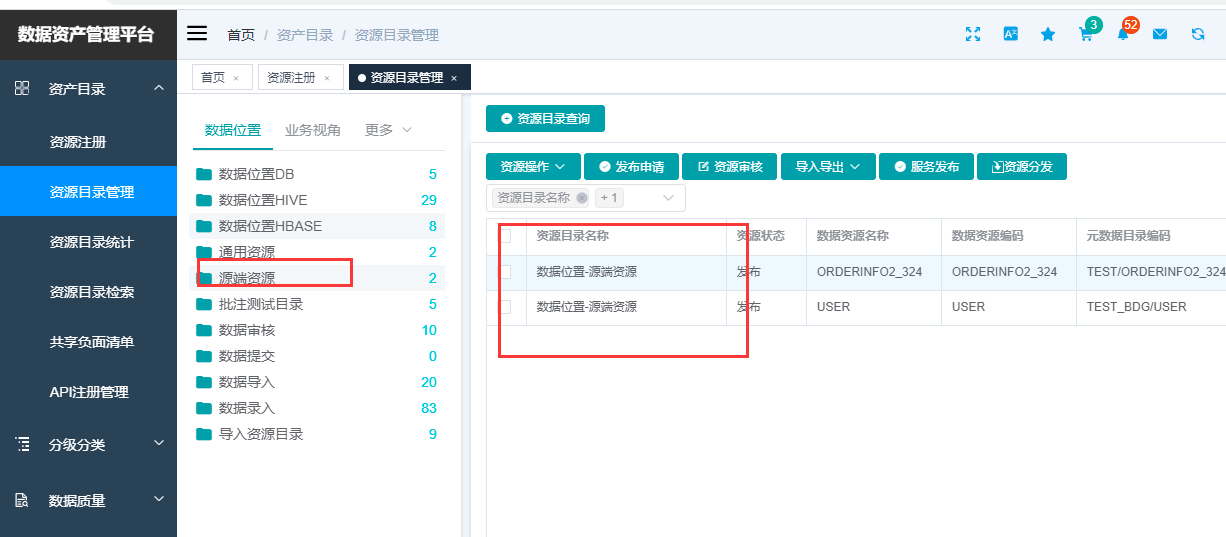 数据资产管理平台
首页 / 资产目录 / 资源目录管理
3
52
首页 ×
资源注册 ×
资源目录管理 ×
资产目录
资源注册
资源目录管理
资源目录统计
资源目录检索
共享负面清单
API注册管理
分级分类
数据质量
数据位置 业务视角 更多
数据位置DB 5
数据位置HIVE 29
数据位置HBASE 8
通用资源 2
源端资源 2
批注测试目录 5
数据审核 10
数据提交 0
数据导入 20
数据录入 83
导入资源目录 9
资源目录查询
资源操作 发布申请 资源审核 导入导出 服务发布 资源分发
资源目录名称 + 1
资源目录名称 资源状态 数据资源名称 数据资源编码 元数据目录编码
数据位置-源端资源 发布 ORDERINFO2_324 ORDERINFO2_324 TEST/ORDERINFO2_324
数据位置-源端资源 发布 USER USER TEST_BDG/USER